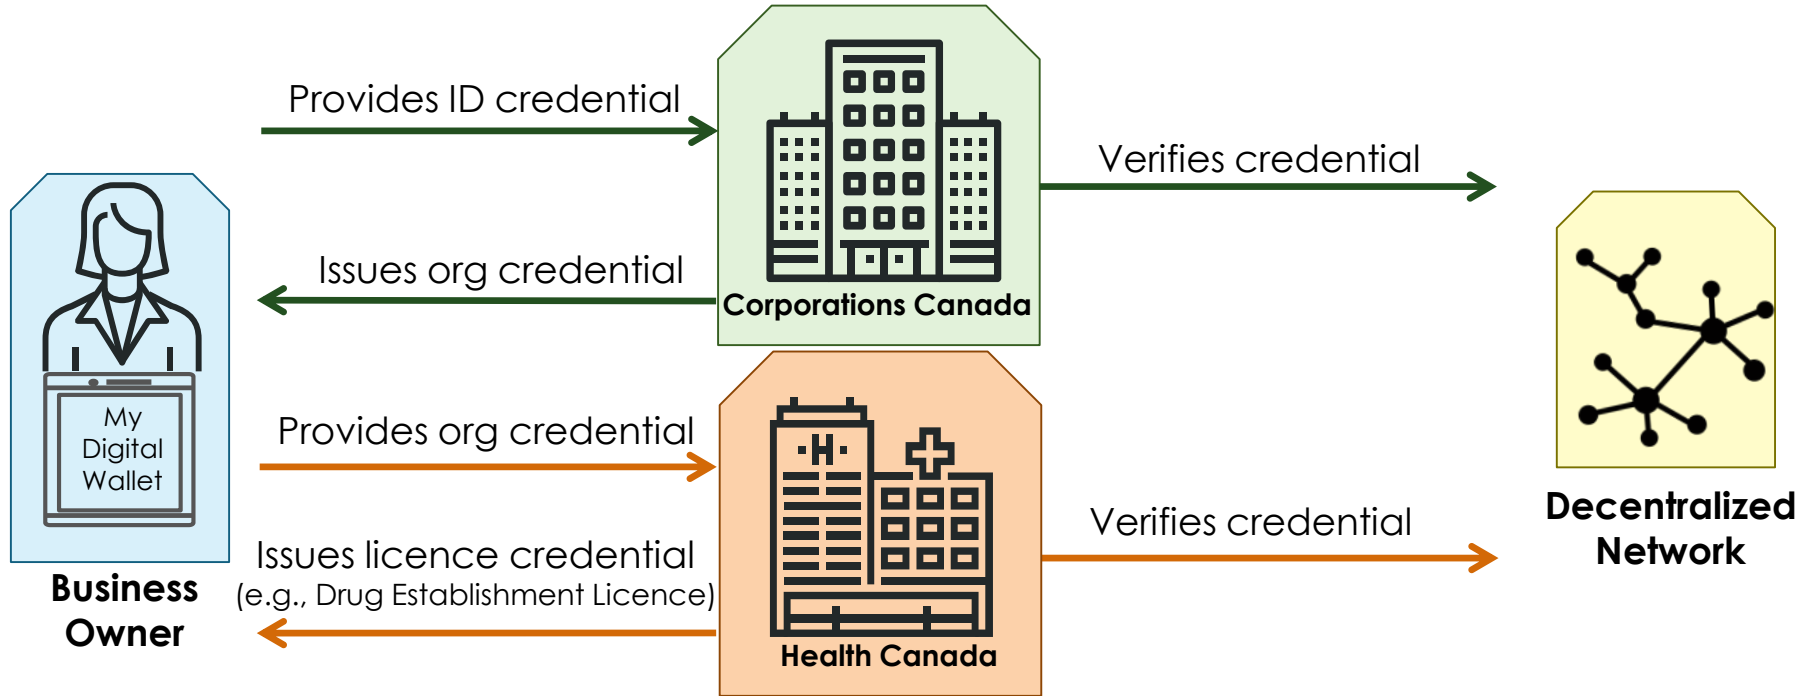 Provides ID credential
Verifies credential
Issues org credential
Corporations Canada
My
Digital
Wallet
Provides org credential
·H·
Issues licence credential
(e.g., Drug Establishment Licence)
Verifies credential
Business
Owner
Health Canada
Decentralized
Network